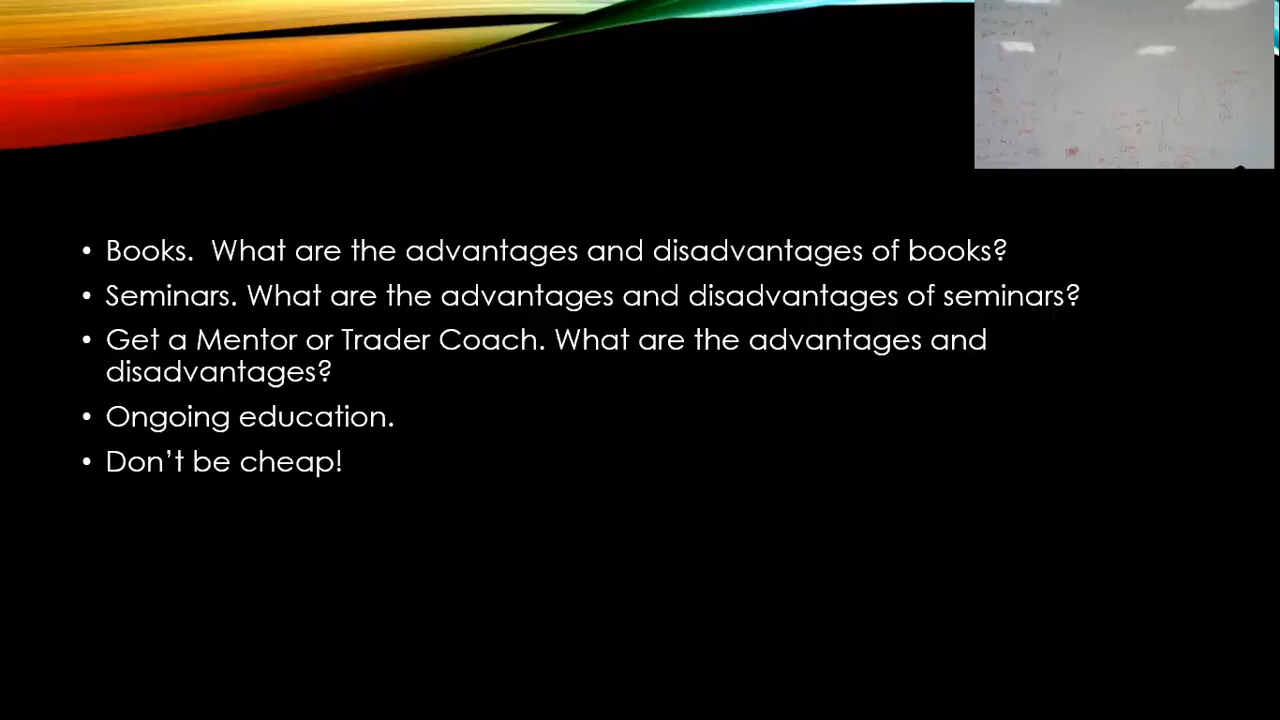 • Books.  What are the advantages and disadvantages of books?
• Seminars. What are the advantages and disadvantages of seminars?
• Get a Mentor or Trader Coach. What are the advantages and
disadvantages?
• Ongoing education.
• Don’t be cheap!